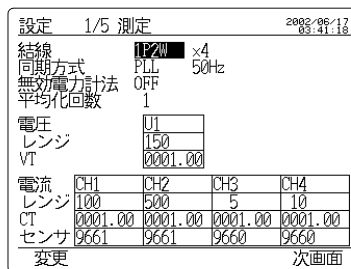 設定 1/5 測定 2002/06/17
03:41:18
結線 1P2W ×4
同期方式 PLL 50Hz
無効電力計法 OFF
平均化回数 1
電圧 U1
レンジ 150
VT 0001.00
電流 CH1 CH2 CH3 CH4
レンジ 100 500 5 10
CT 0001.00 0001.00 0001.00 0001.00
センサ 9661 9661 9660 9660
変更 次画面